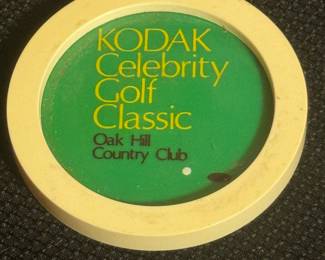 KODAK
Celebrity
Golf
Classic
Oak Hill
Country Club